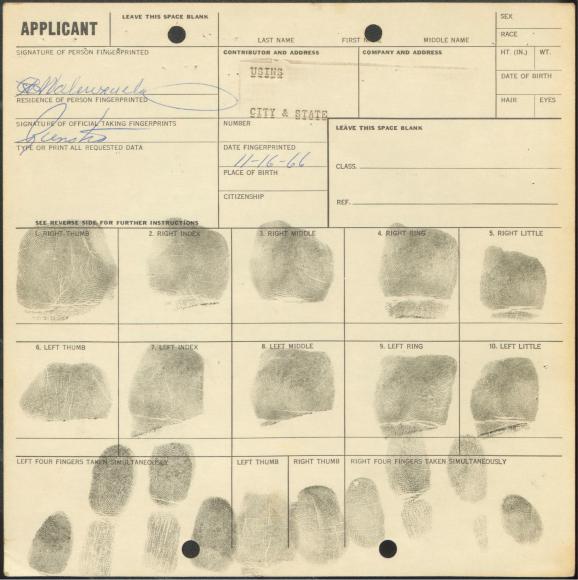 APPLICANT
LEAVE THIS SPACE BLANK
LAST NAME FIRST NAME MIDDLE NAME
SEX
RACE
SIGNATURE OF PERSON FINGERPRINTED
CONTRIBUTOR AND ADDRESS
COMPANY AND ADDRESS
HT. (IN.) WT.
USING
DATE OF BIRTH
RESIDENCE OF PERSON FINGERPRINTED
HAIR EYES
CITY & STATE
SIGNATURE OF OFFICIAL TAKING FINGERPRINTS
NUMBER
LEAVE THIS SPACE BLANK
TYPE OR PRINT ALL REQUESTED DATA
DATE FINGERPRINTED
11-16-66
CLASS.
PLACE OF BIRTH
CITIZENSHIP
REF.
SEE REVERSE SIDE FOR FURTHER INSTRUCTIONS
1. RIGHT THUMB 2. RIGHT INDEX 3. RIGHT MIDDLE 4. RIGHT RING 5. RIGHT LITTLE
6. LEFT THUMB 7. LEFT INDEX 8. LEFT MIDDLE 9. LEFT RING 10. LEFT LITTLE
LEFT FOUR FINGERS TAKEN SIMULTANEOUSLY LEFT THUMB RIGHT THUMB RIGHT FOUR FINGERS TAKEN SIMULTANEOUSLY